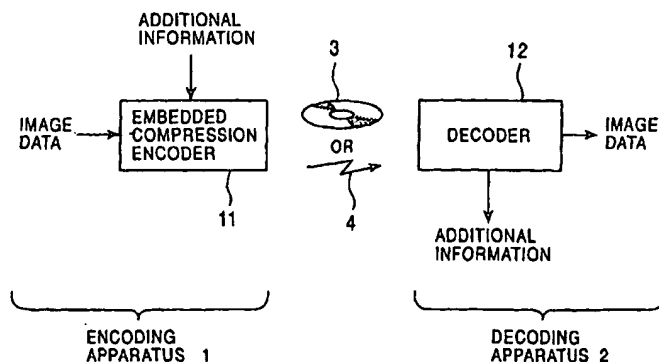 ADDITIONAL
INFORMATION
3
12
IMAGE
DATA
EMBEDDED
COMPRESSION
ENCODER
OR
DECODER
IMAGE
DATA
11
4
ADDITIONAL
INFORMATION
ENCODING
APPARATUS 1
DECODING
APPARATUS 2